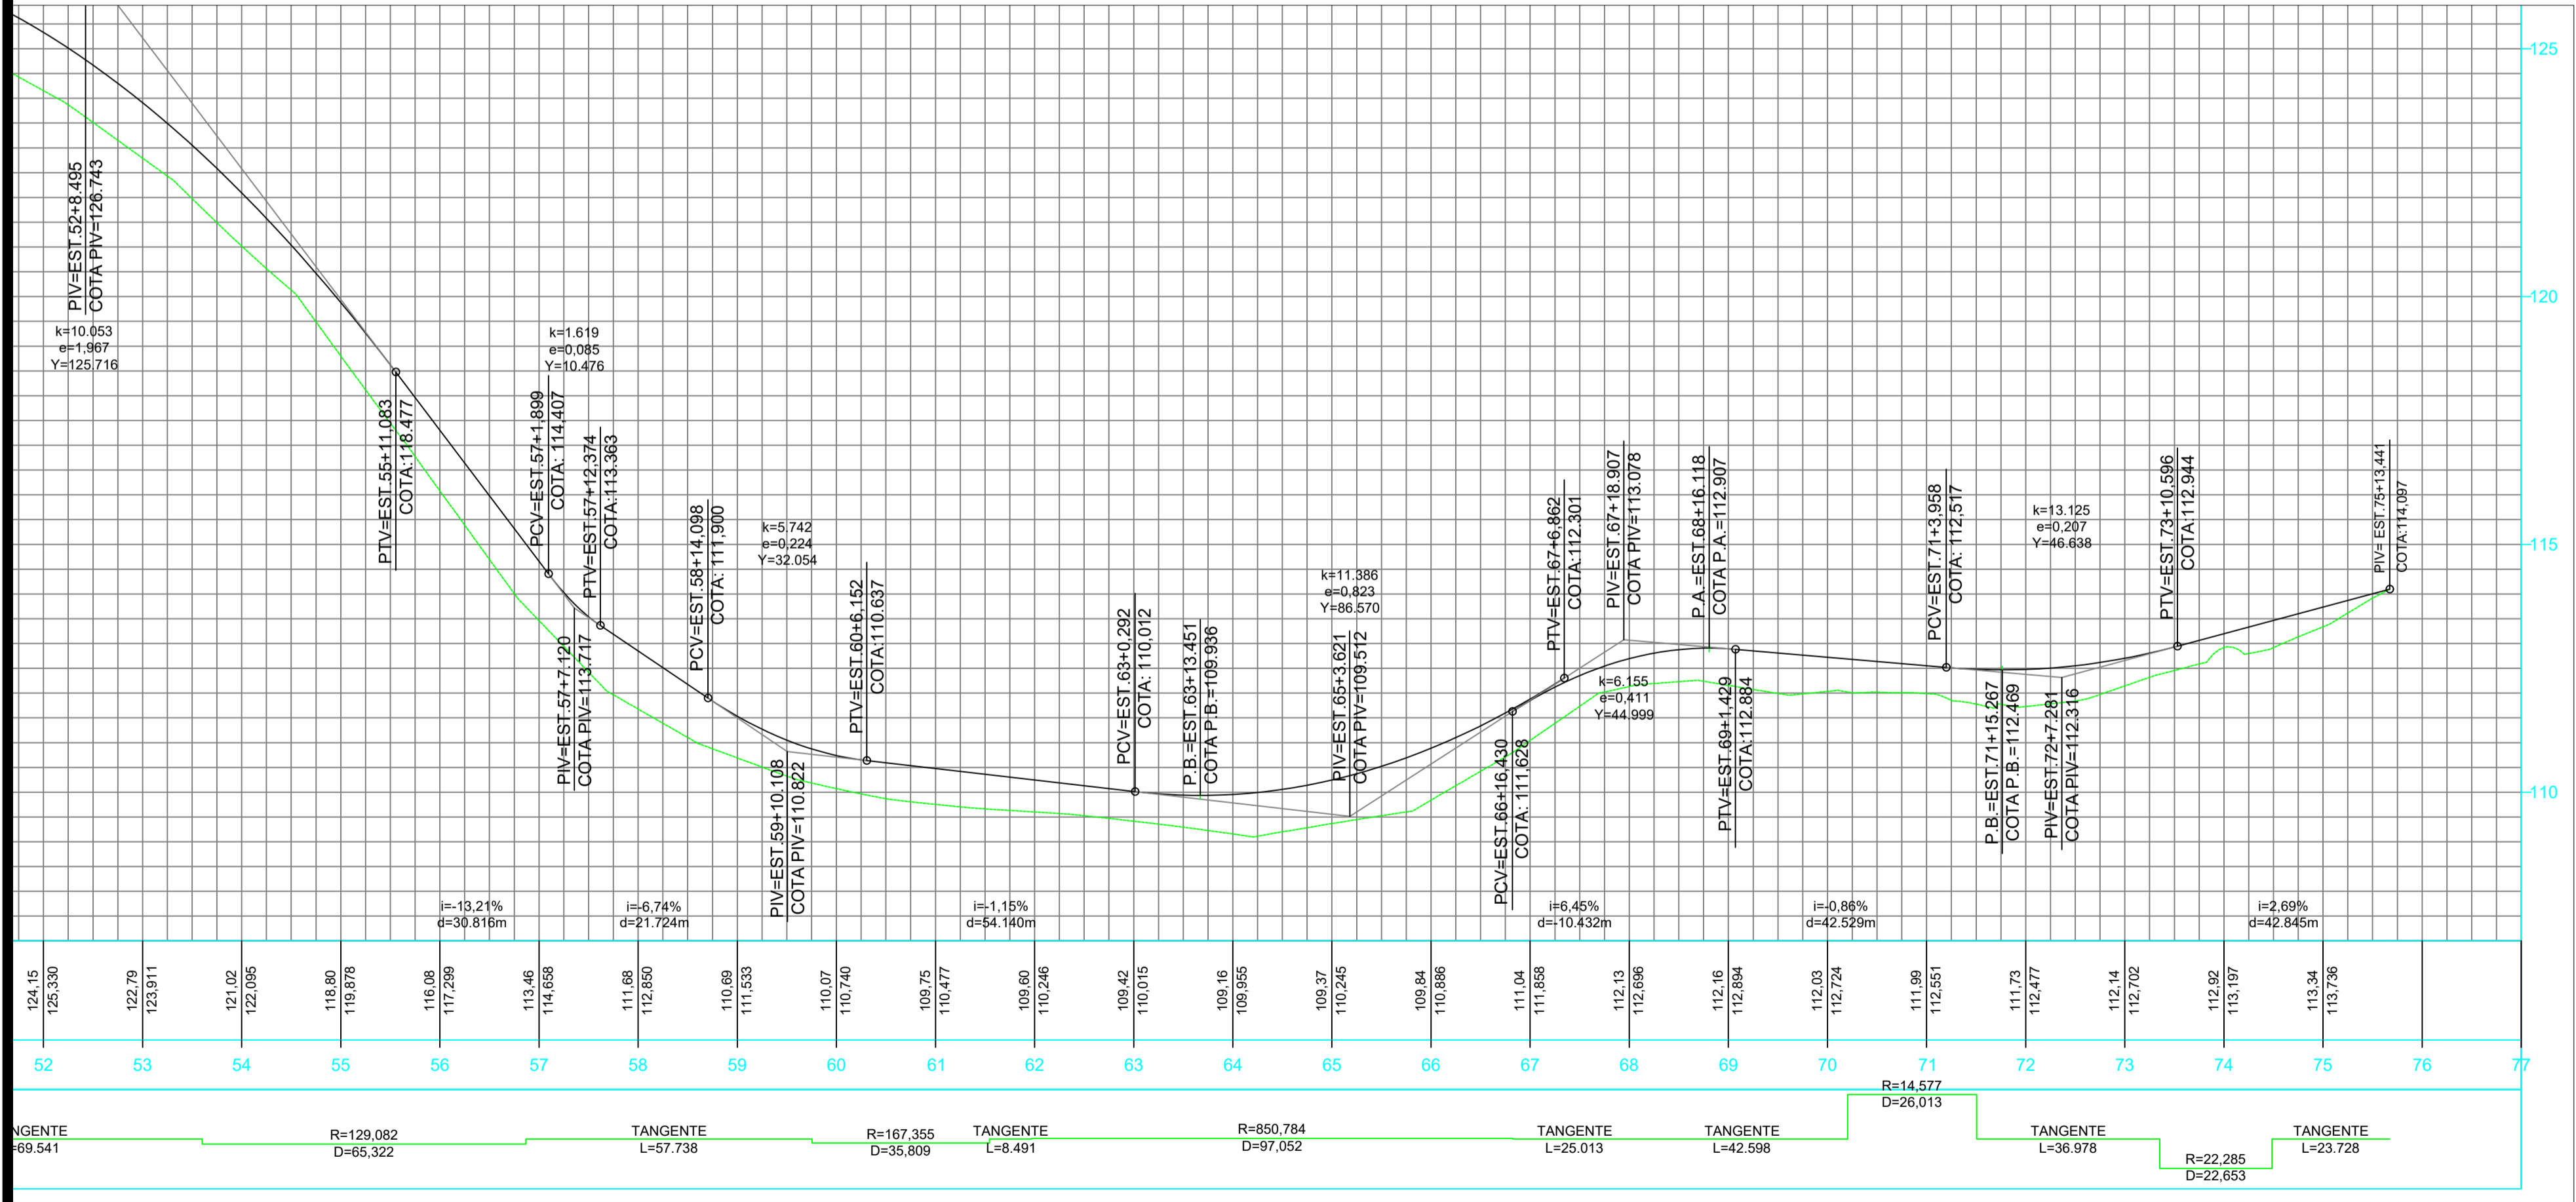 125
120
115
110
PIV=EST.52+8.495
COTA PIV=126.743
k=10.053
e=1,967
Y=125.716
PTV=EST.55+11,083
COTA:118.477
k=1.619
e=0,085
Y=10.476
PCV=EST.57+1,899
COTA: 114,407
PIV=EST.57+7.120
COTA PIV=113.717
PTV=EST.57+12,374
COTA:113.363
PCV=EST.58+14,098
COTA: 111,900
k=5.742
e=0,224
Y=32.054
PIV=EST.59+10.108
COTA PIV=110.822
PTV=EST.60+6,152
COTA:110.637
PCV=EST.63+0,292
COTA: 110,012
P.B.=EST.63+13.451
COTA P.B.=109.936
k=11.386
e=0,823
Y=86.570
PIV=EST.65+3.621
COTA PIV=109.512
PCV=EST.66+16,430
COTA: 111,628
PTV=EST.67+6,862
COTA:112.301
PIV=EST.67+18.907
COTA PIV=113.078
k=6.155
e=0,411
Y=44.999
P.A.=EST.68+16.118
COTA P.A.=112.907
PTV=EST.69+1,429
COTA:112.884
PCV=EST.71+3,958
COTA: 112,517
P.B.=EST.71+15.267
COTA P.B.=112.469
k=13.125
e=0,207
Y=46.638
PIV=EST.72+7.281
COTA PIV=112.316
PTV=EST.73+10,596
COTA:112.944
PIV= EST.75+13,441
COTA:114,097
i=-13,21%
d=30.816m
i=-6,74%
d=21.724m
i=-1,15%
d=54.140m
i=6,45%
d=-10.432m
i=-0,86%
d=42.529m
i=2,69%
d=42.845m
124,15
125,330
122,79
123,911
121,02
122,095
118,80
119,878
116,08
117,299
113,46
114,658
111,68
112,850
110,69
111,533
110,07
110,740
109,75
110,477
109,60
110,246
109,42
110,015
109,16
109,955
109,37
110,245
109,84
110,886
111,04
111,858
112,13
112,696
112,16
112,894
112,03
112,724
111,99
112,551
111,73
112,477
112,14
112,702
112,92
113,197
113,34
113,736
52 53 54 55 56 57 58 59 60 61 62 63 64 65 66 67 68 69 70 71 72 73 74 75 76 77
NGENTE
=69.541
R=129,082
D=65,322
TANGENTE
L=57.738
R=167,355
D=35,809
TANGENTE
L=8.491
R=850,784
D=97,052
TANGENTE
L=25.013
TANGENTE
L=42.598
R=14,577
D=26,013
TANGENTE
L=36.978
R=22,285
D=22,653
TANGENTE
L=23.728